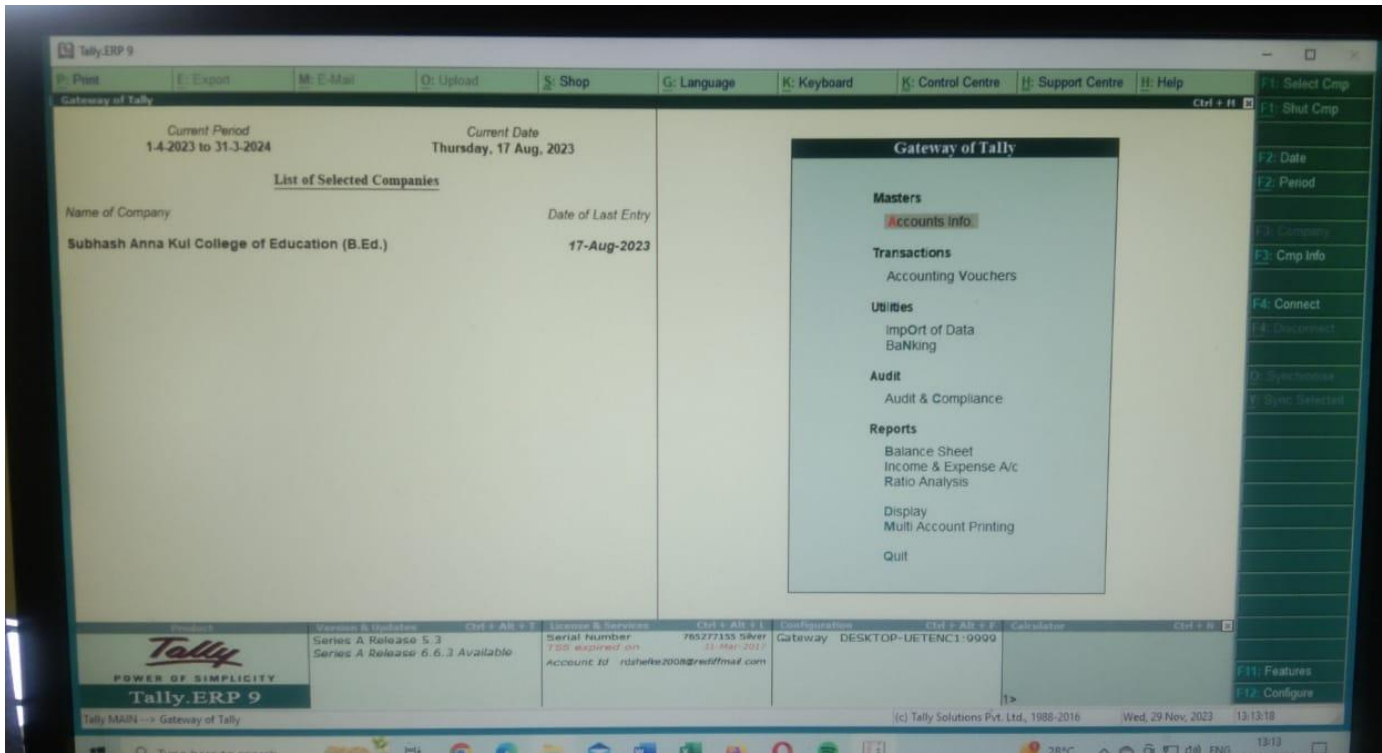 Tally.ERP 9
P: Print E: Export M: E-Mail O: Upload S: Shop G: Language K: Keyboard K: Control Centre H: Support Centre H: Help
Gateway of Tally Ctrl + M
Current Period Current Date
1-4-2023 to 31-3-2024 Thursday, 17 Aug, 2023
List of Selected Companies
Name of Company Date of Last Entry
Subhash Anna Kul College of Education (B.Ed.) 17-Aug-2023
Gateway of Tally
Masters
Accounts Info.
Transactions
Accounting Vouchers
Utilities
ImpOrt of Data
BaNking
Audit
Audit & Compliance
Reports
Balance Sheet
Income & Expense A/c
Ratio Analysis
Display
Multi Account Printing
Quit
F1: Select Cmp
F1: Shut Cmp
F2: Date
F2: Period
F3: Company
F3: Cmp Info
F4: Connect
F4: Disconnect
Y: Sync Selected
F11: Features
F12: Configure
Product
Tally
POWER OF SIMPLICITY
Tally.ERP 9
Version & Updates Ctrl + Alt + T
Series A Release 5.3
Series A Release 6.6.3 Available
License & Services Ctrl + Alt + L
Serial Number 765277155 Silver
TSS expired on 31-Mar-2017
Account Id
Configuration Ctrl + Alt + F
Gateway DESKTOP-UETENC1:9999
Calculator Ctrl + N
1>
Tally MAIN --> Gateway of Tally (c) Tally Solutions Pvt. Ltd., 1988-2016 Wed, 29 Nov, 2023 13:13:18
28°C ENG 13:13